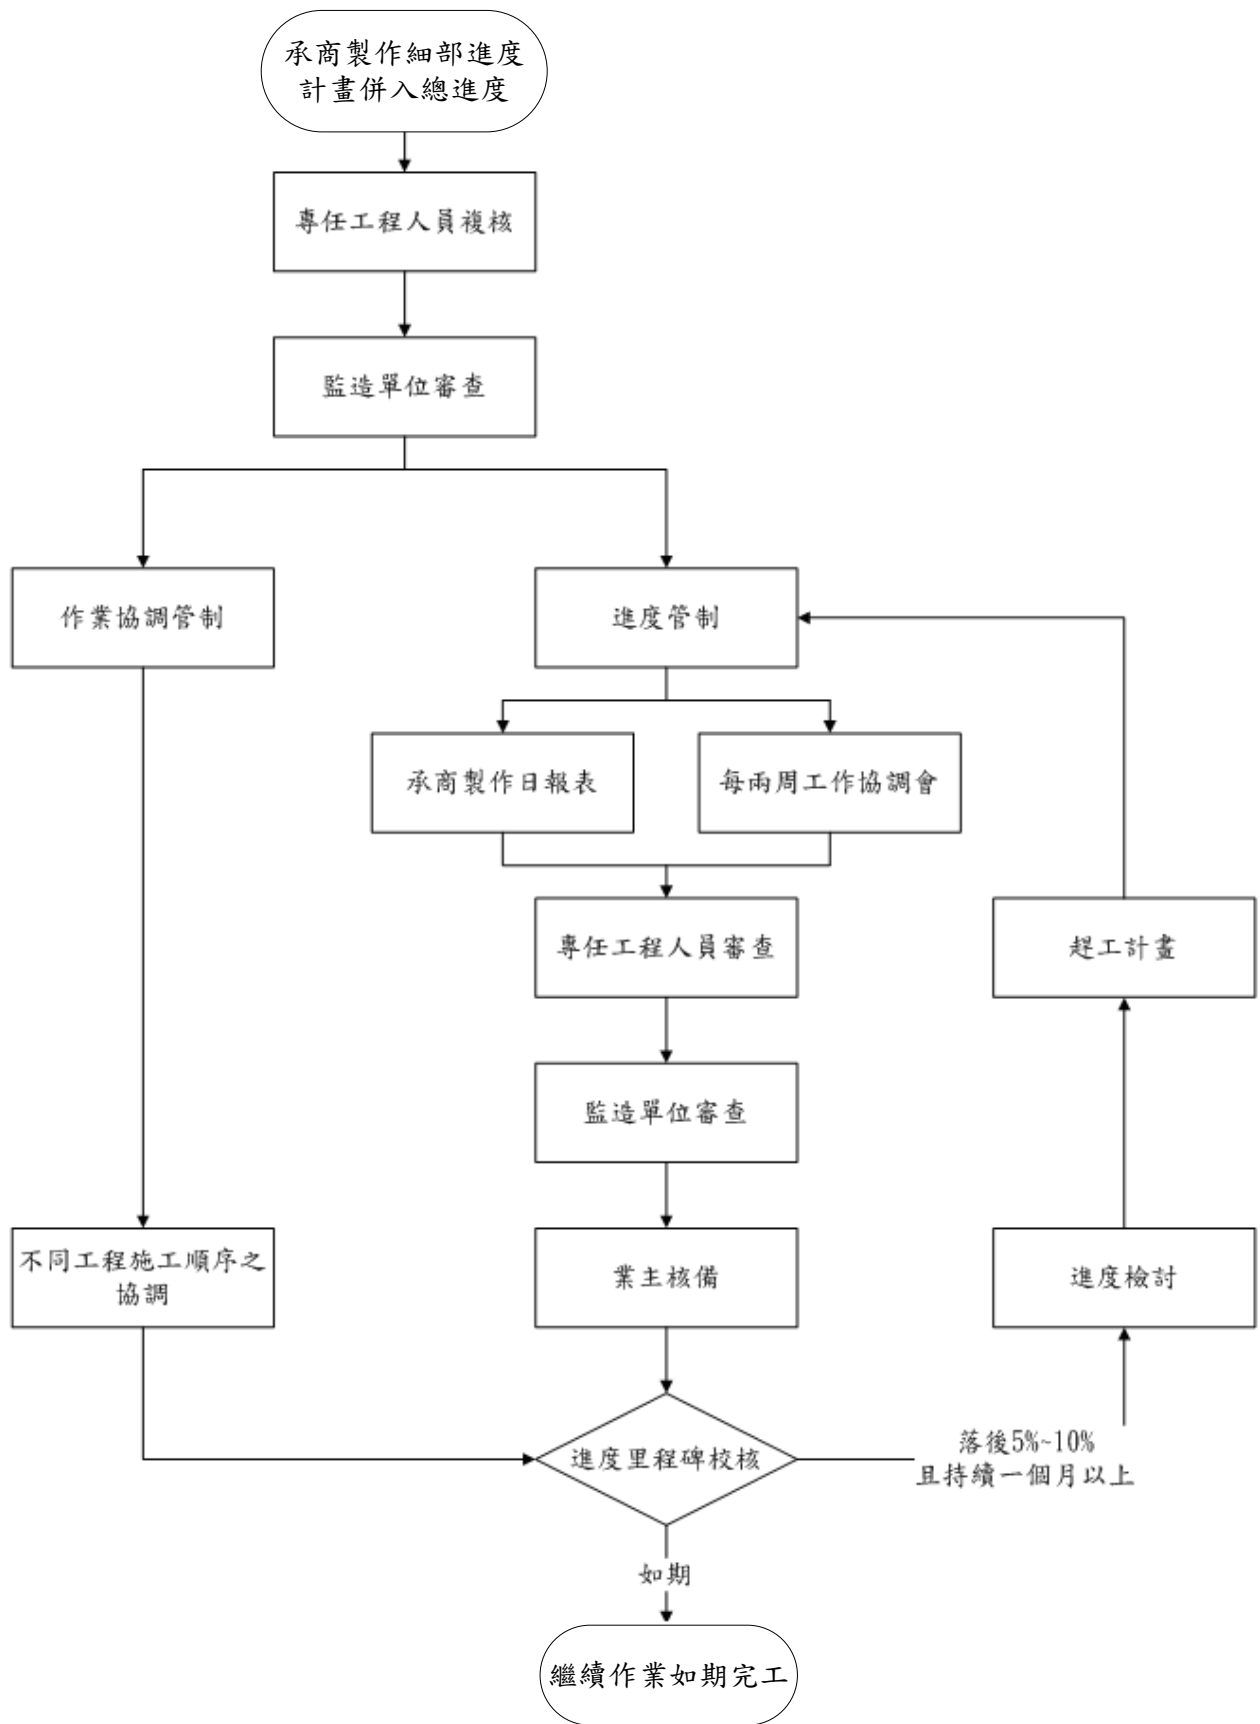 承商製作細部進度
計畫併入總進度
專任工程人員複核
監造單位審查
作業協調管制
進度管制
承商製作日報表
每兩周工作協調會
專任工程人員審查
趕工計畫
監造單位審查
不同工程施工順序之
協調
業主核備
進度檢討
進度里程碑校核
落後5%~10%
且持續一個月以上
如期
繼續作業如期完工